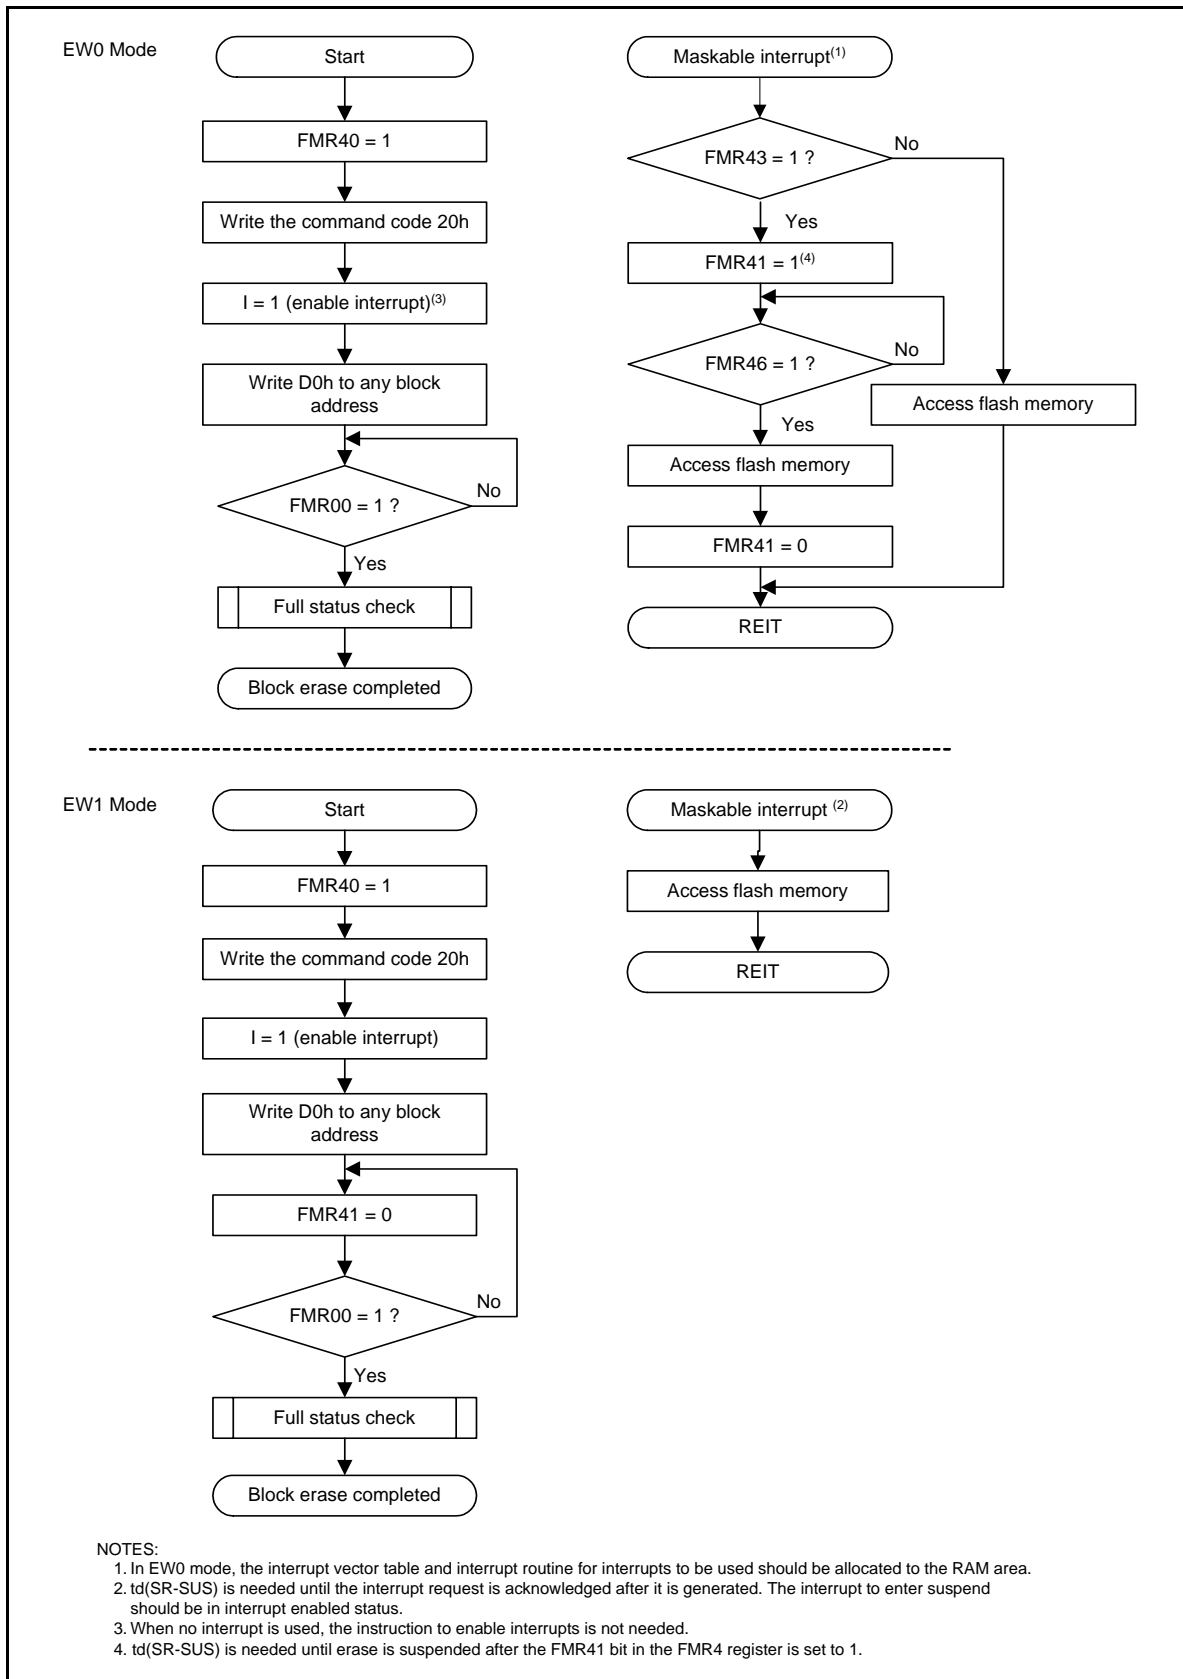 EW0 Mode
Start
FMR40 = 1
Write the command code 20h
I = 1 (enable interrupt)(3)
Write D0h to any block
address
FMR00 = 1 ?
No
Yes
Full status check
Block erase completed
Maskable interrupt(1)
FMR43 = 1 ?
No
Yes
FMR41 = 1(4)
FMR46 = 1 ?
No
Yes
Access flash memory
Access flash memory
FMR41 = 0
REIT
EW1 Mode
Start
FMR40 = 1
Write the command code 20h
I = 1 (enable interrupt)
Write D0h to any block
address
FMR41 = 0
FMR00 = 1 ?
No
Yes
Full status check
Block erase completed
Maskable interrupt (2)
Access flash memory
REIT
NOTES:
1. In EW0 mode, the interrupt vector table and interrupt routine for interrupts to be used should be allocated to the RAM area.
2. td(SR-SUS) is needed until the interrupt request is acknowledged after it is generated. The interrupt to enter suspend
should be in interrupt enabled status.
3. When no interrupt is used, the instruction to enable interrupts is not needed.
4. td(SR-SUS) is needed until erase is suspended after the FMR41 bit in the FMR4 register is set to 1.